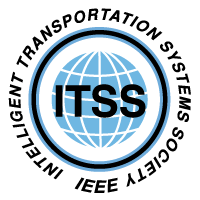 INTELLIGENT TRANSPORTATION SYSTEMS SOCIETY
ITSS
IEEE